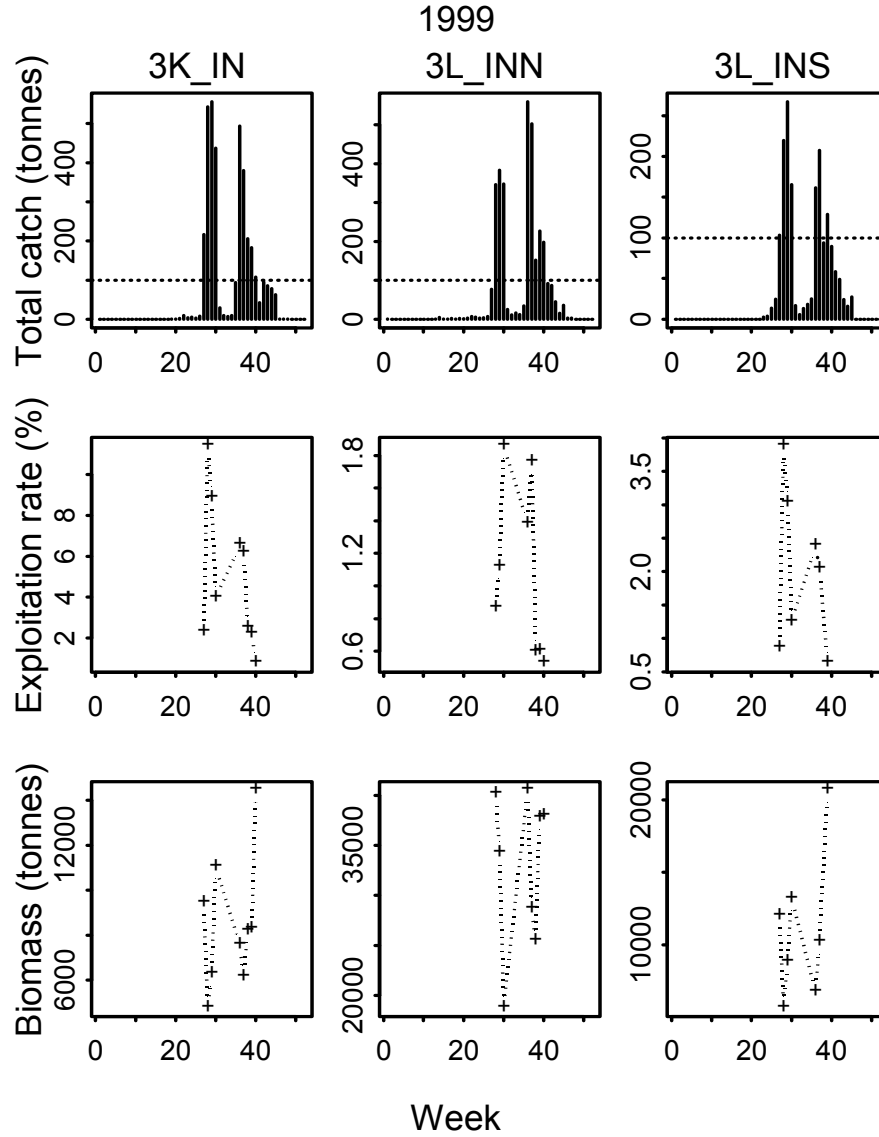 1999
3K_IN 3L_INN 3L_INS
Total catch (tonnes)
0 200 400
0 200 400
0 100 200
0 20 40
0 20 40
0 20 40
Exploitation rate (%)
2 4 6 8
0.6 1.2 1.8
0.5 2.0 3.5
0 20 40
0 20 40
0 20 40
Biomass (tonnes)
6000 12000
20000 35000
10000 20000
0 20 40
0 20 40
0 20 40
Week